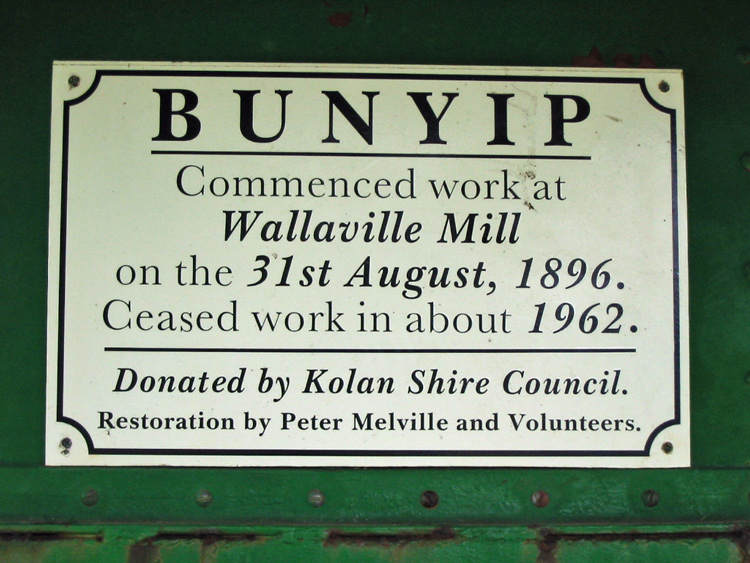 BUNYIP
Commenced work at
Wallaville Mill
on the 31st August, 1896.
Ceased work in about 1962.
Donated by Kolan Shire Council.
Restoration by Peter Melville and Volunteers.